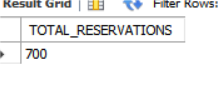 Result Grid Filter Rows:
TOTAL_RESERVATIONS
700